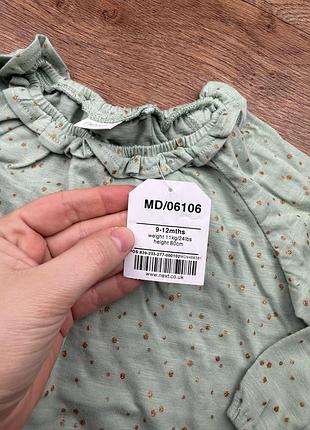 MD/06106
9-12mths
weight 11kg/24lbs
height 80cm
www.next.co.uk